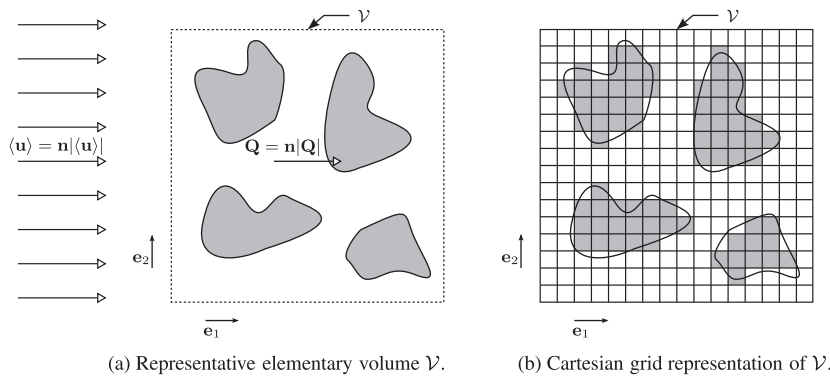 𝒱
𝒱
⟨u⟩ = n|⟨u⟩|
Q = n|Q|
e₂
e₂
e₁
e₁
(a) Representative elementary volume 𝒱.
(b) Cartesian grid representation of 𝒱.